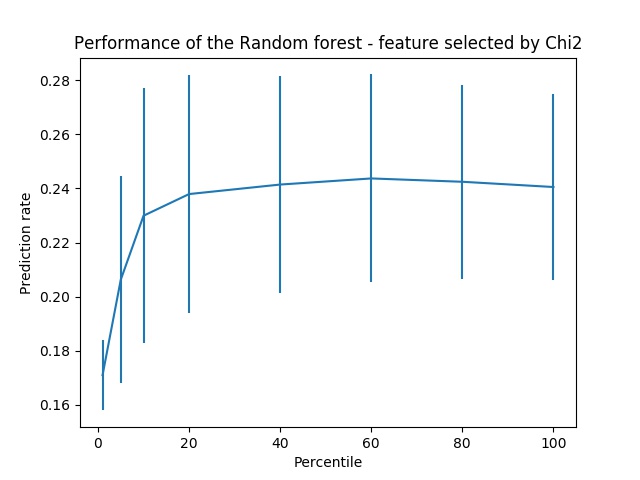 Performance of the Random forest - feature selected by Chi2
0.28
0.26
0.24
0.22
0.20
0.18
0.16
Prediction rate
0 20 40 60 80 100
Percentile